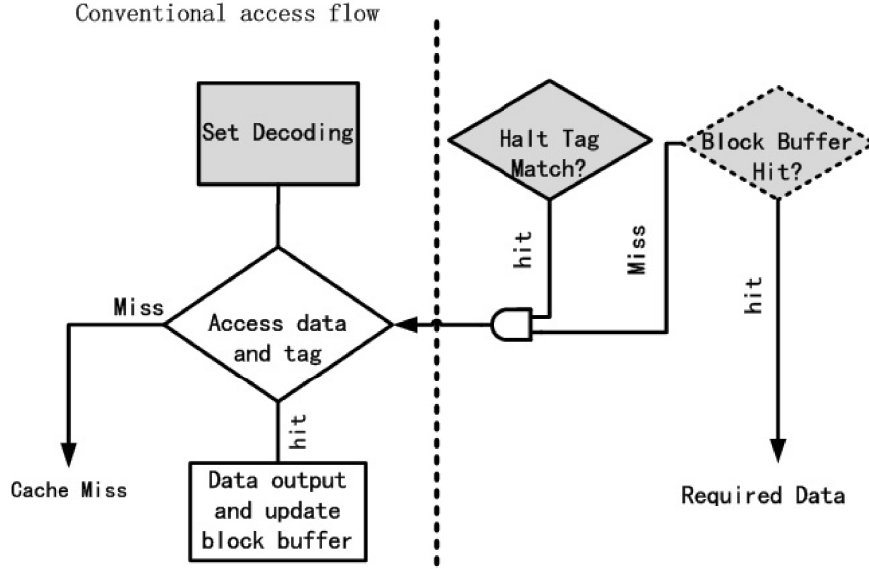 Conventional access flow
Set Decoding
Halt Tag
Match?
Block Buffer
Hit?
hit
Miss
hit
Miss
Access data
and tag
hit
Cache Miss
Data output
and update
block buffer
Required Data